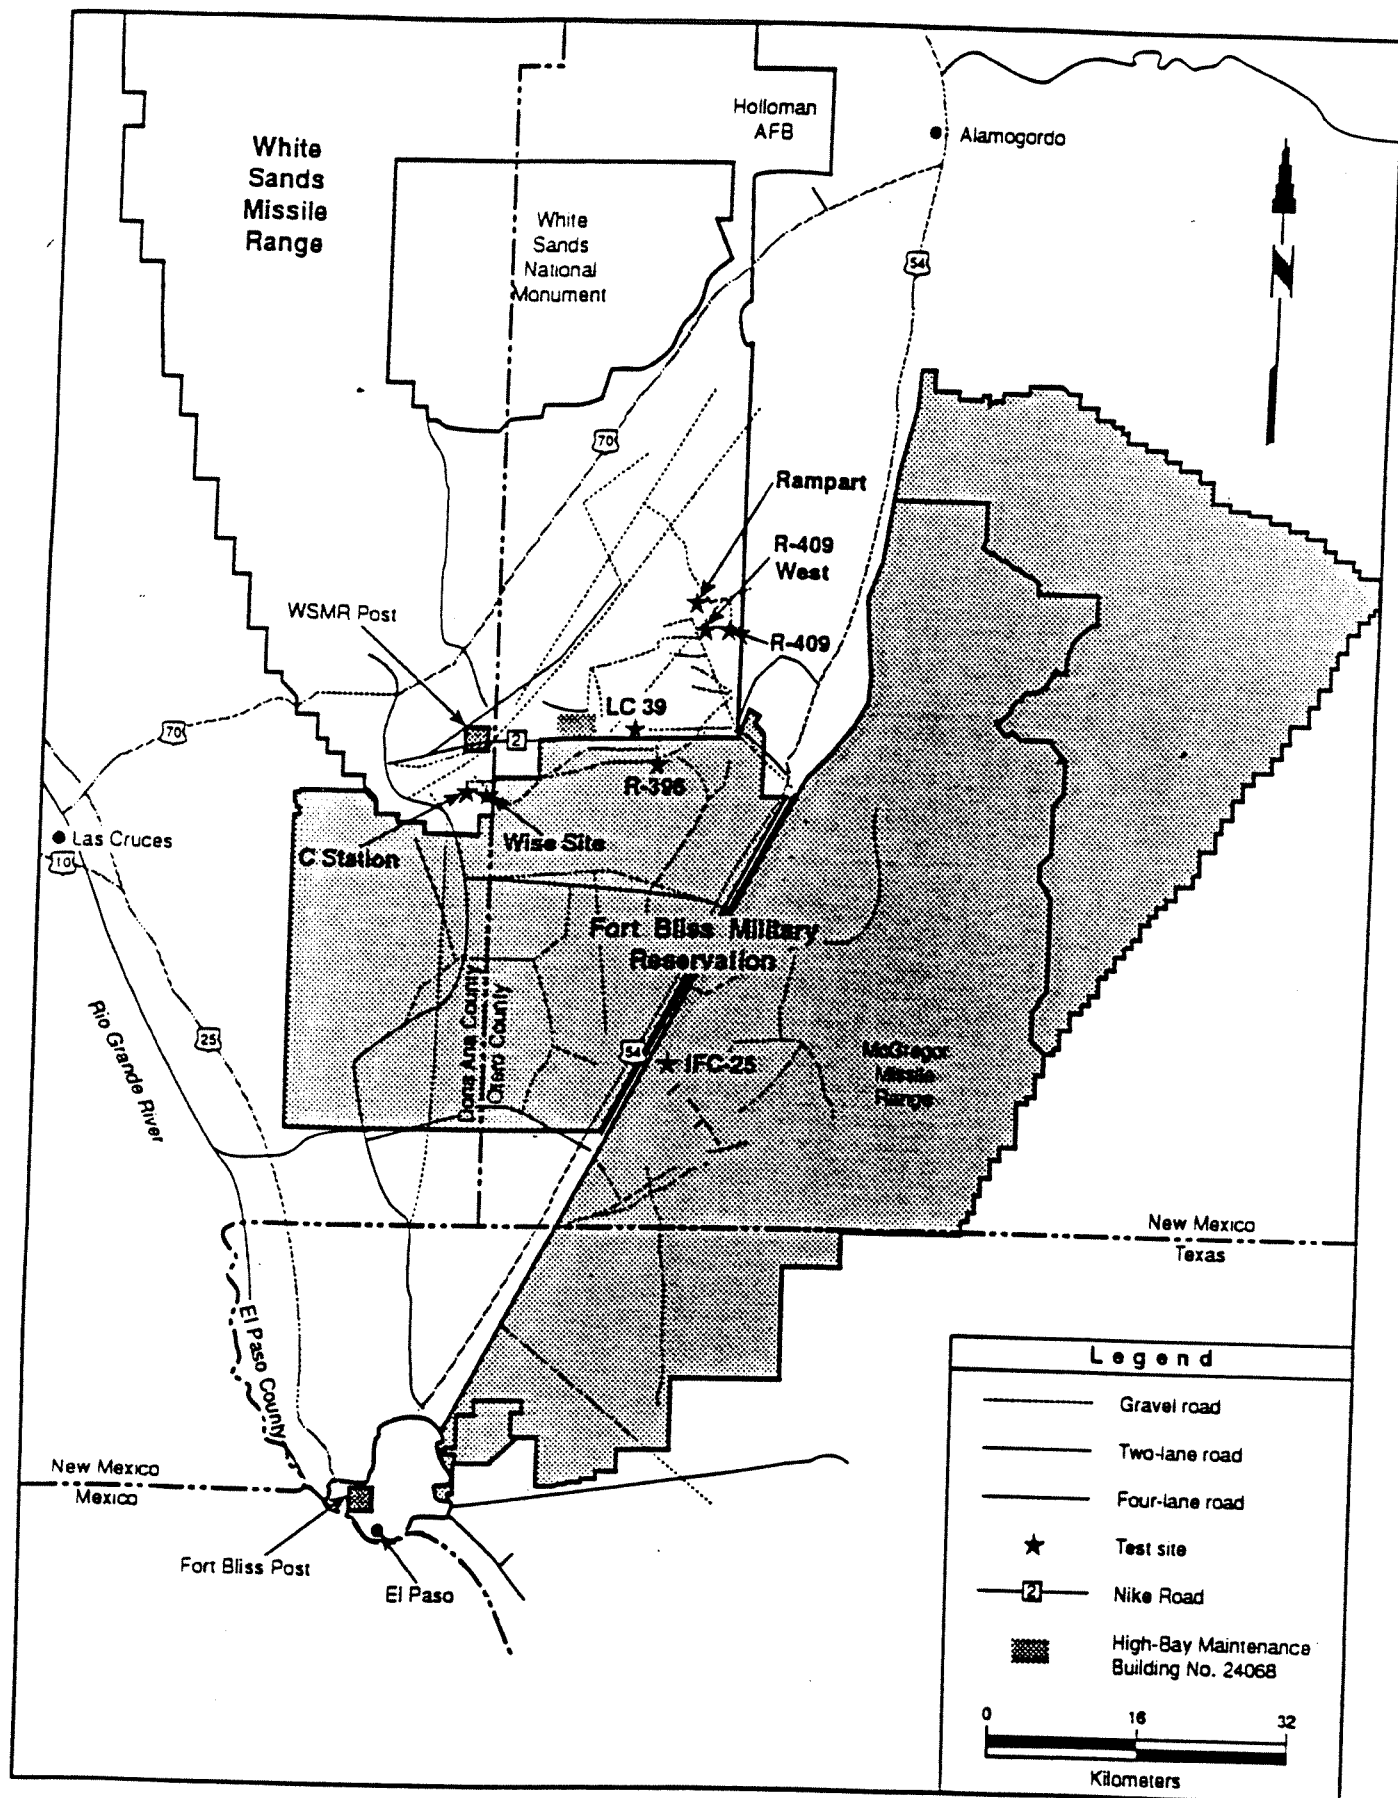 Holloman
AFB
Alamogordo
White
Sands
Missile
Range
White
Sands
National
Monument
N
54
70
Rampart
R-409
West
WSMR Post
R-409
LC 39
70
2
R-396
Las Cruces
10
C Station
Wise Site
Fort Bliss Military
Reservation
Dona Ana County
Otero County
Rio Grande River
25
54
IFC-25
McGregor
Missile
Range
New Mexico
Texas
El Paso County
New Mexico
Mexico
Fort Bliss Post
El Paso
Legend
Gravel road
Two-lane road
Four-lane road
Test site
2
Nike Road
High-Bay Maintenance
Building No. 24068
0 16 32
Kilometers